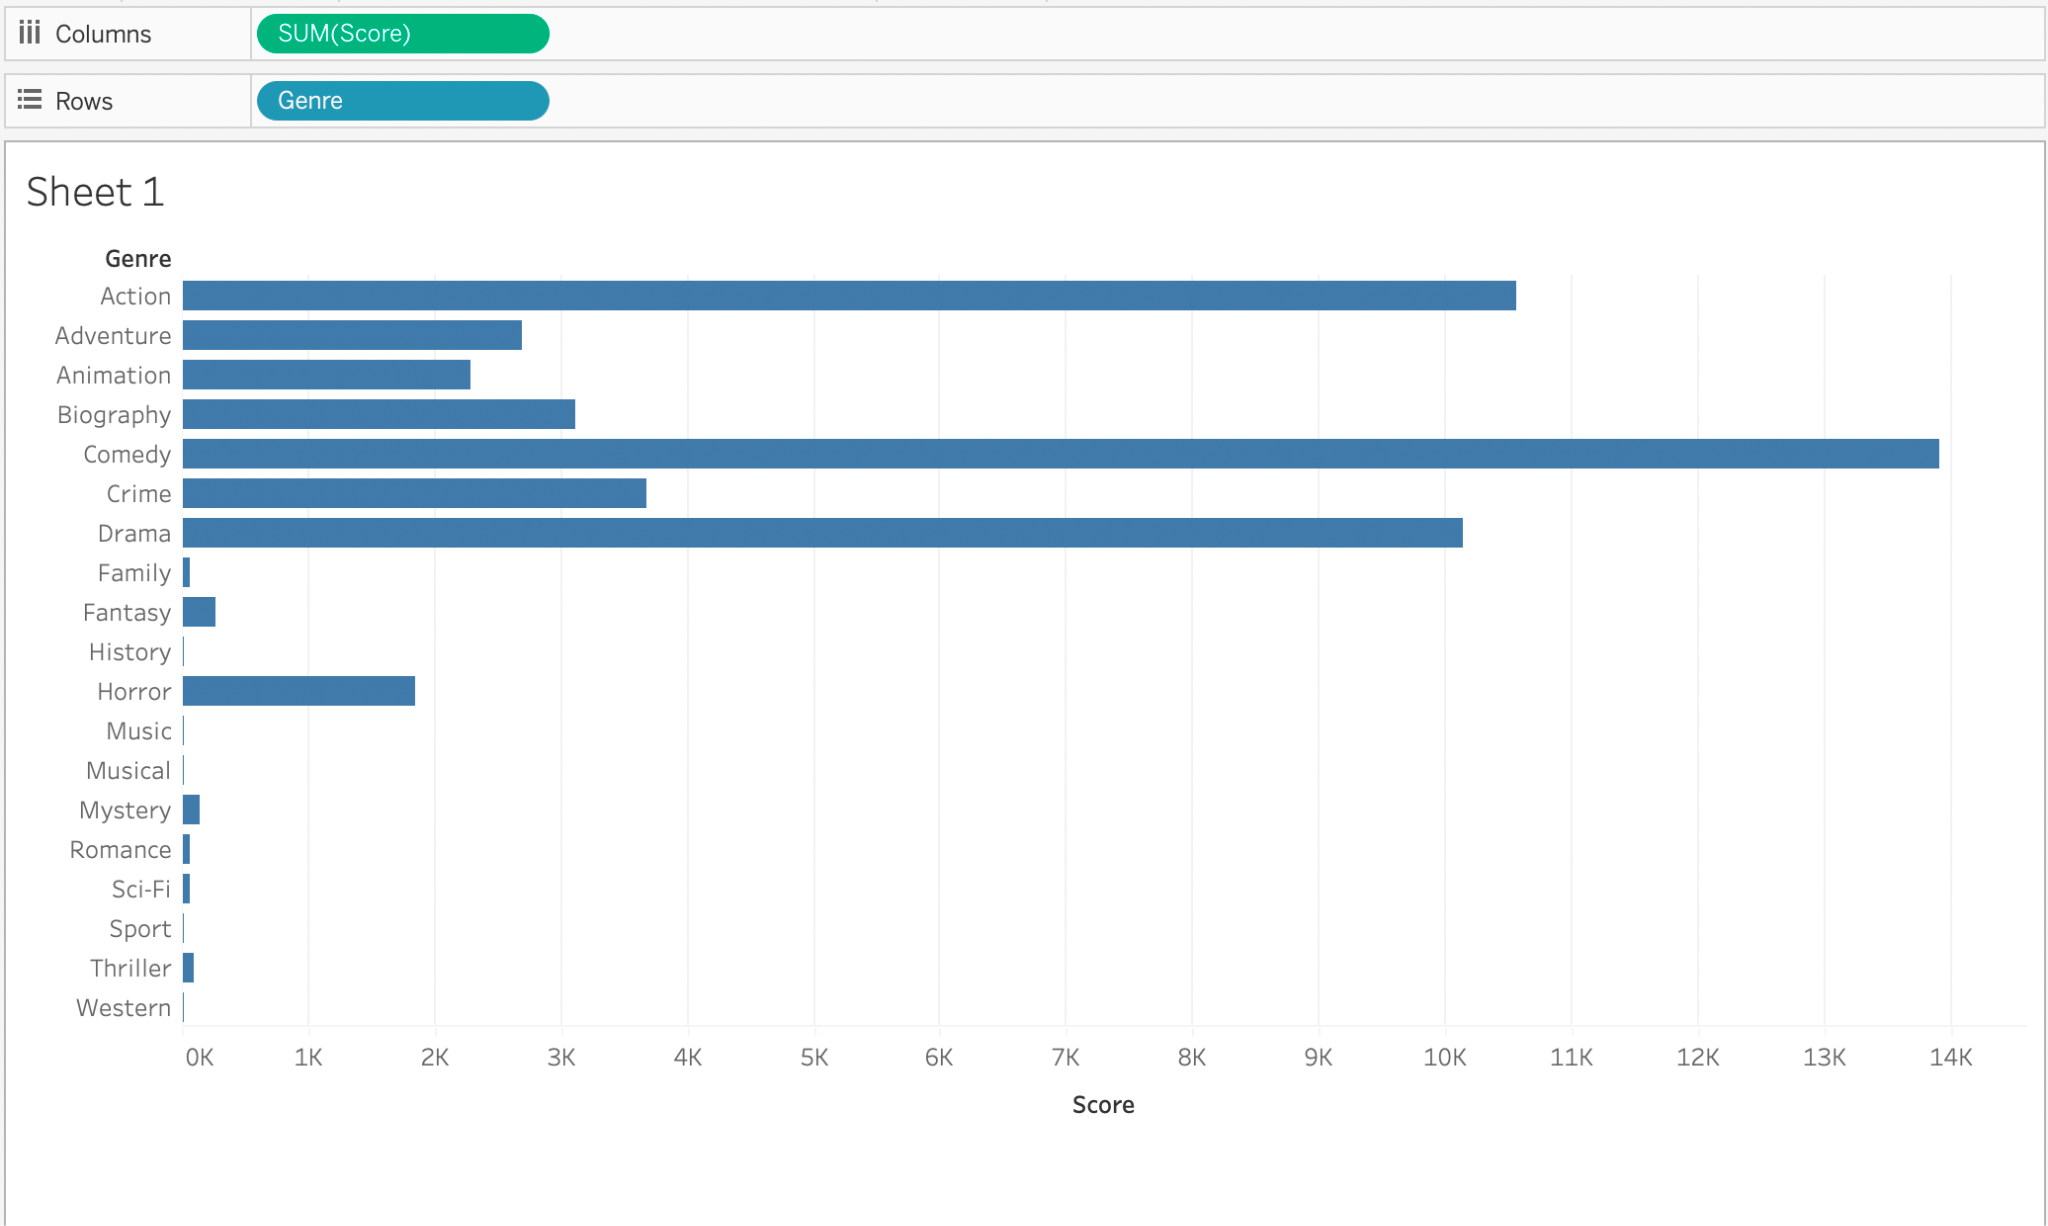 Columns SUM(Score)
Rows Genre
Sheet 1
Genre
Action
Adventure
Animation
Biography
Comedy
Crime
Drama
Family
Fantasy
History
Horror
Music
Musical
Mystery
Romance
Sci-Fi
Sport
Thriller
Western
0K 1K 2K 3K 4K 5K 6K 7K 8K 9K 10K 11K 12K 13K 14K
Score